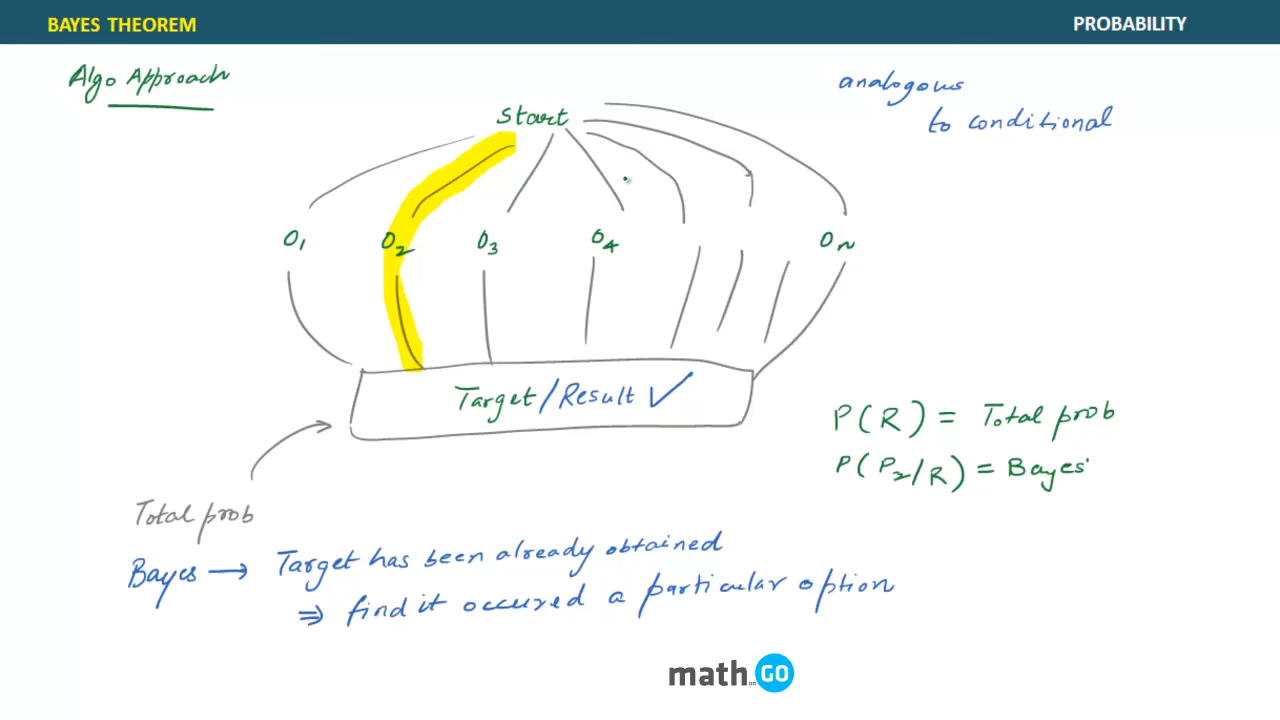 BAYES THEOREM
PROBABILITY
Algo Approach
analogous
to conditional
Start
O1 O2 O3 O4 On
Target/Result ✓
P(R) = Total prob
P(P2/R) = Bayes'
Total prob
Bayes → Target has been already obtained
⇒ find it occured a particular option
math on GO